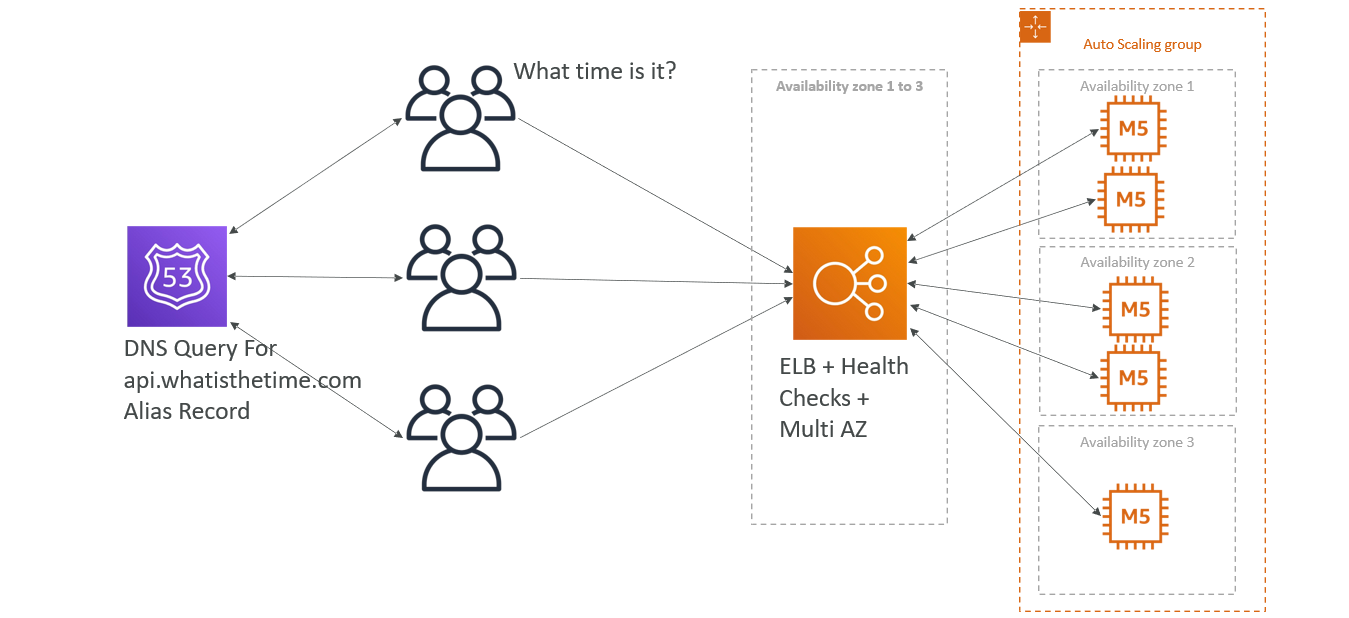 What time is it?
53
DNS Query For
api.whatisthetime.com
Alias Record
Availability zone 1 to 3
ELB + Health
Checks +
Multi AZ
Auto Scaling group
Availability zone 1
M5
M5
Availability zone 2
M5
M5
Availability zone 3
M5